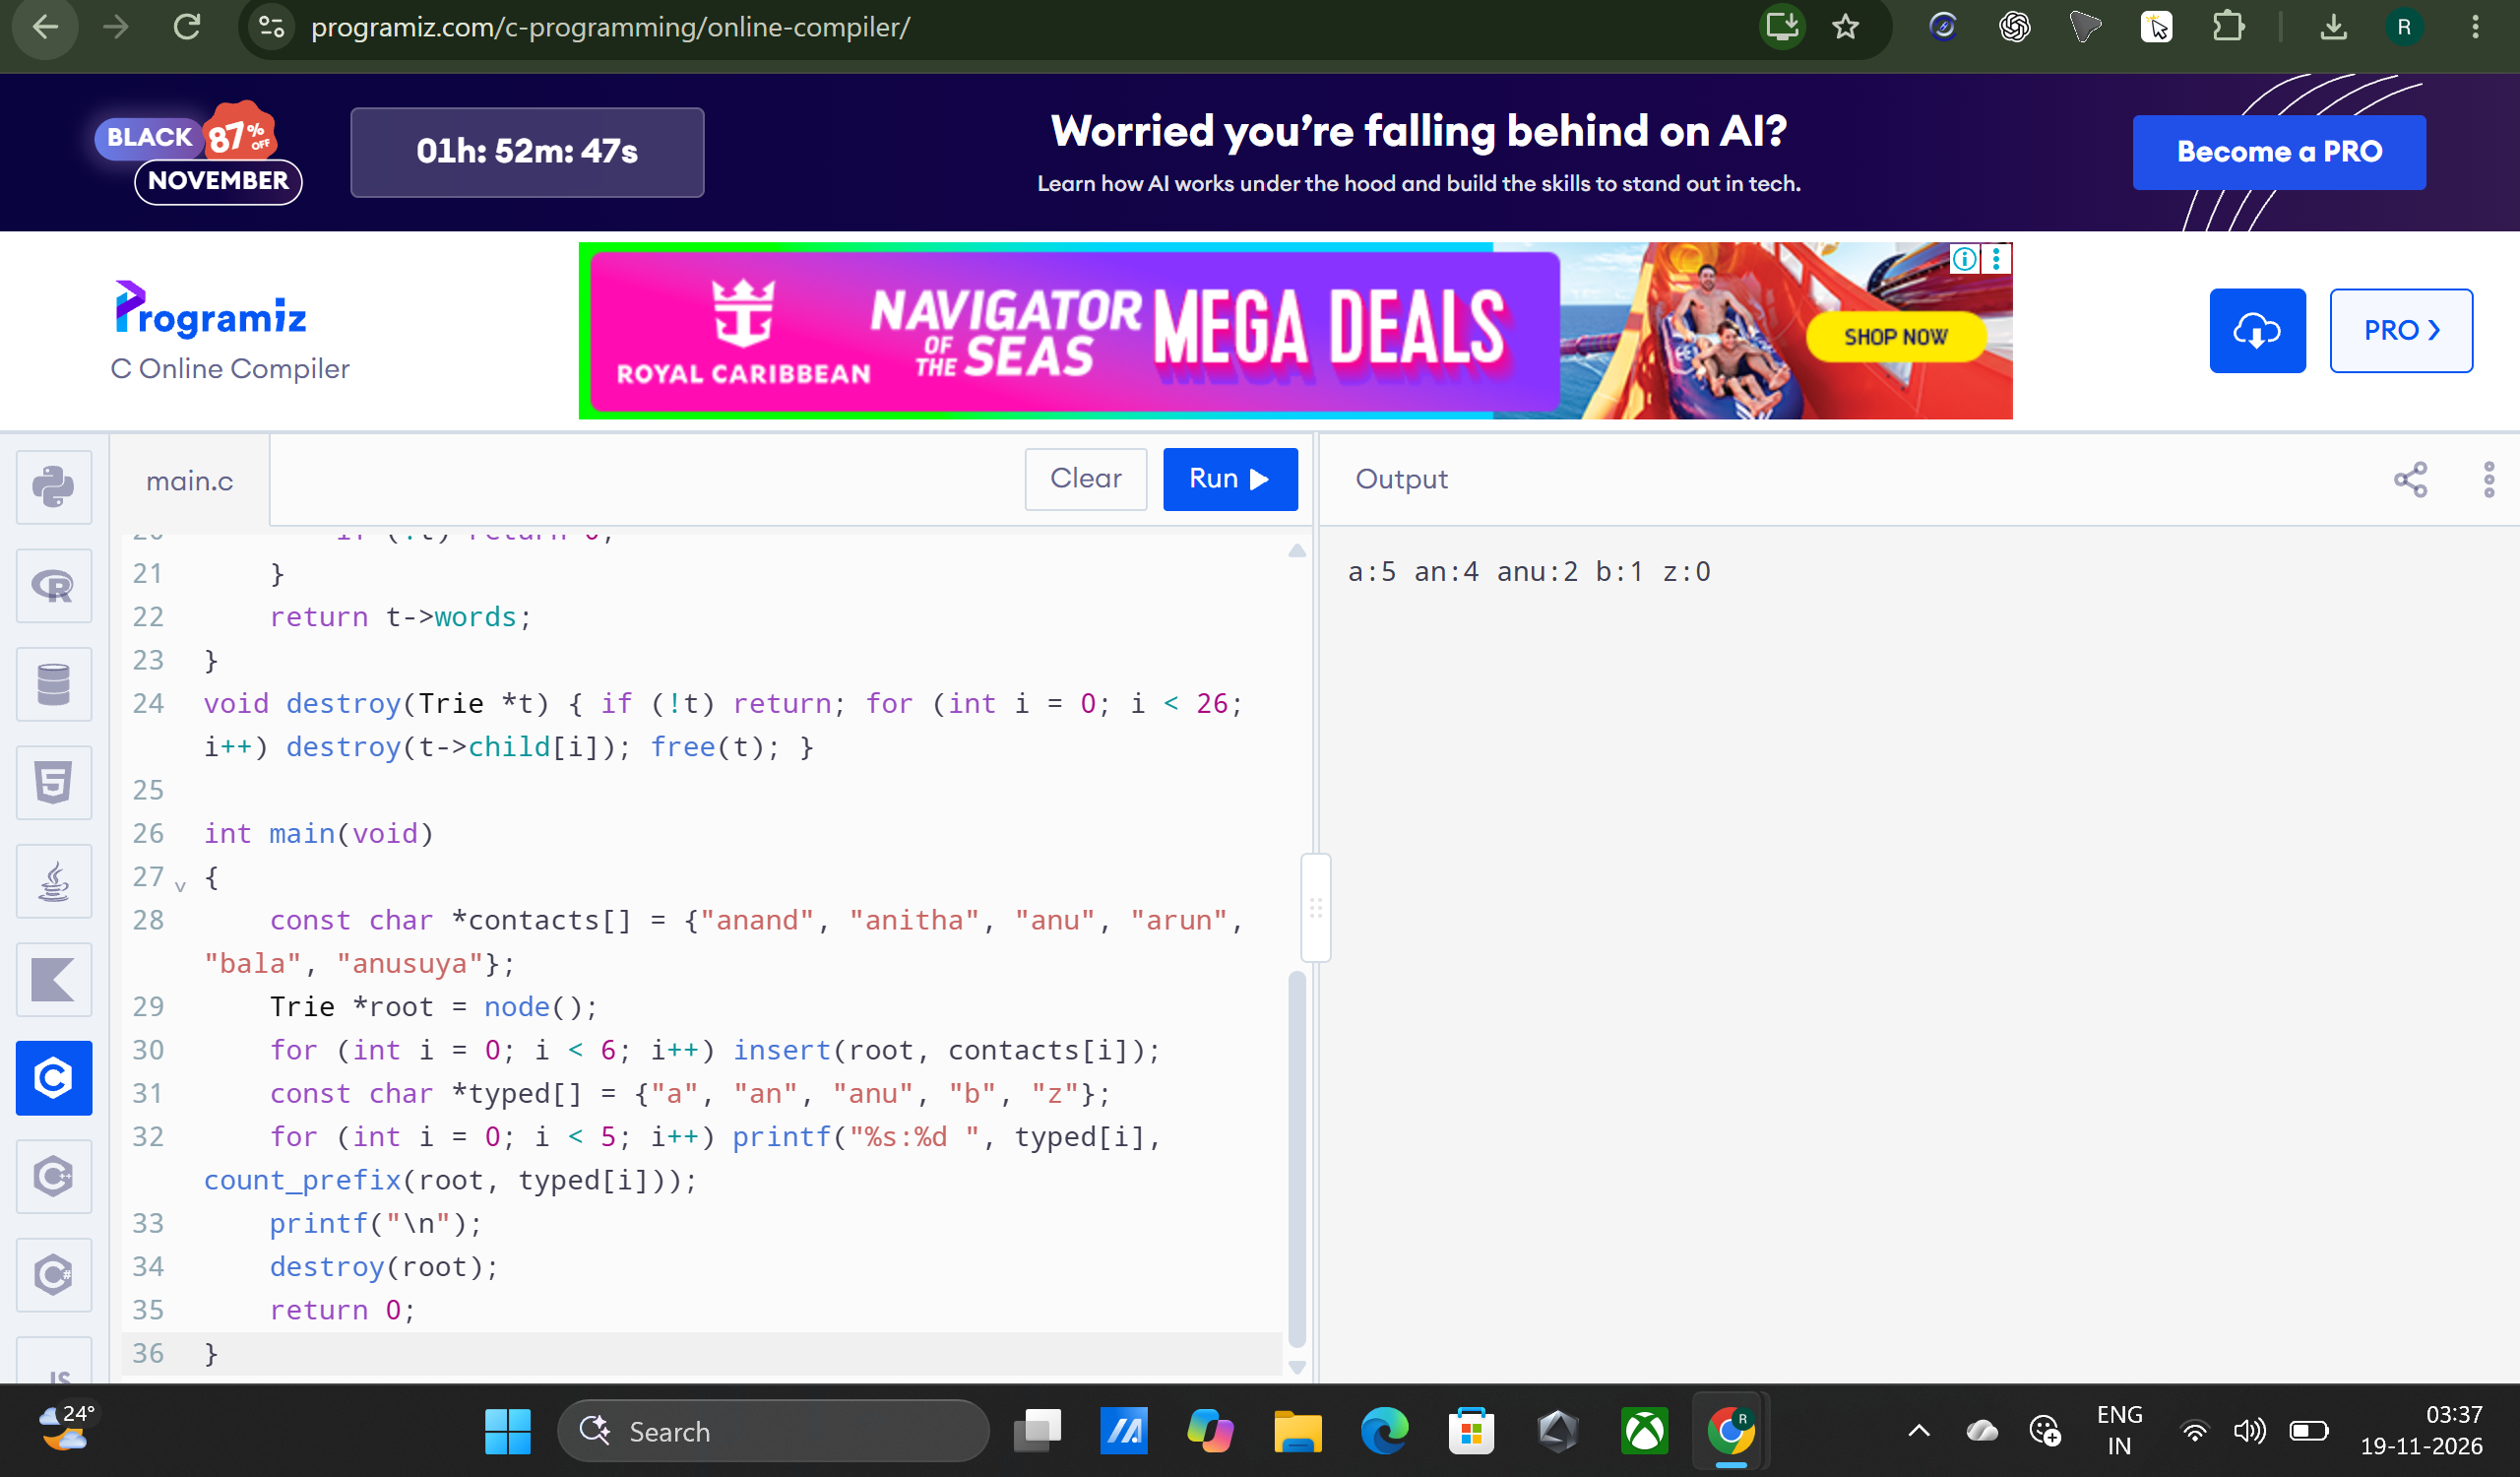 programiz.com/c-programming/online-compiler/
R
BLACK 87% OFF
NOVEMBER
01h: 52m: 47s
Worried you’re falling behind on AI?
Learn how AI works under the hood and build the skills to stand out in tech.
Become a PRO
Programiz
C Online Compiler
ROYAL CARIBBEAN
NAVIGATOR OF THE SEAS
MEGA DEALS
SHOP NOW
PRO
main.c
Clear
Run
Output
20         if (!t) return 0;
21     }
22     return t->words;
23 }
24 void destroy(Trie *t) { if (!t) return; for (int i = 0; i < 26;
i++) destroy(t->child[i]); free(t); }
25
26 int main(void)
27 {
28     const char *contacts[] = {"anand", "anitha", "anu", "arun",
"bala", "anusuya"};
29     Trie *root = node();
30     for (int i = 0; i < 6; i++) insert(root, contacts[i]);
31     const char *typed[] = {"a", "an", "anu", "b", "z"};
32     for (int i = 0; i < 5; i++) printf("%s:%d ", typed[i],
count_prefix(root, typed[i]));
33     printf("\n");
34     destroy(root);
35     return 0;
36 }
a:5 an:4 anu:2 b:1 z:0
JS
24°
Search
R
ENG
IN
03:37
19-11-2026